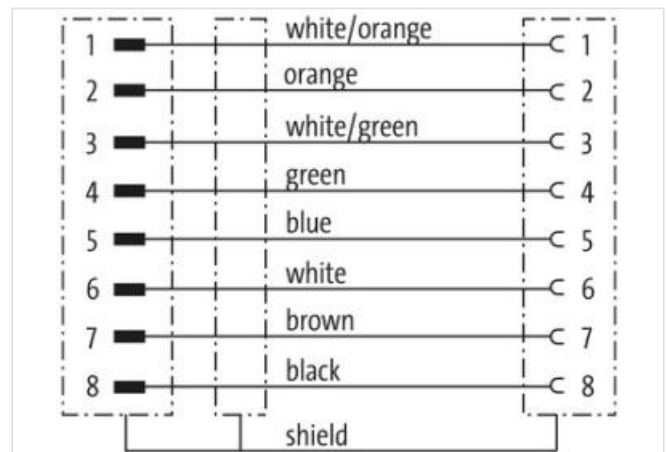 1 white/orange 1
2 orange 2
3 white/green 3
4 green 4
5 blue 5
6 white 6
7 brown 7
8 black 8
shield